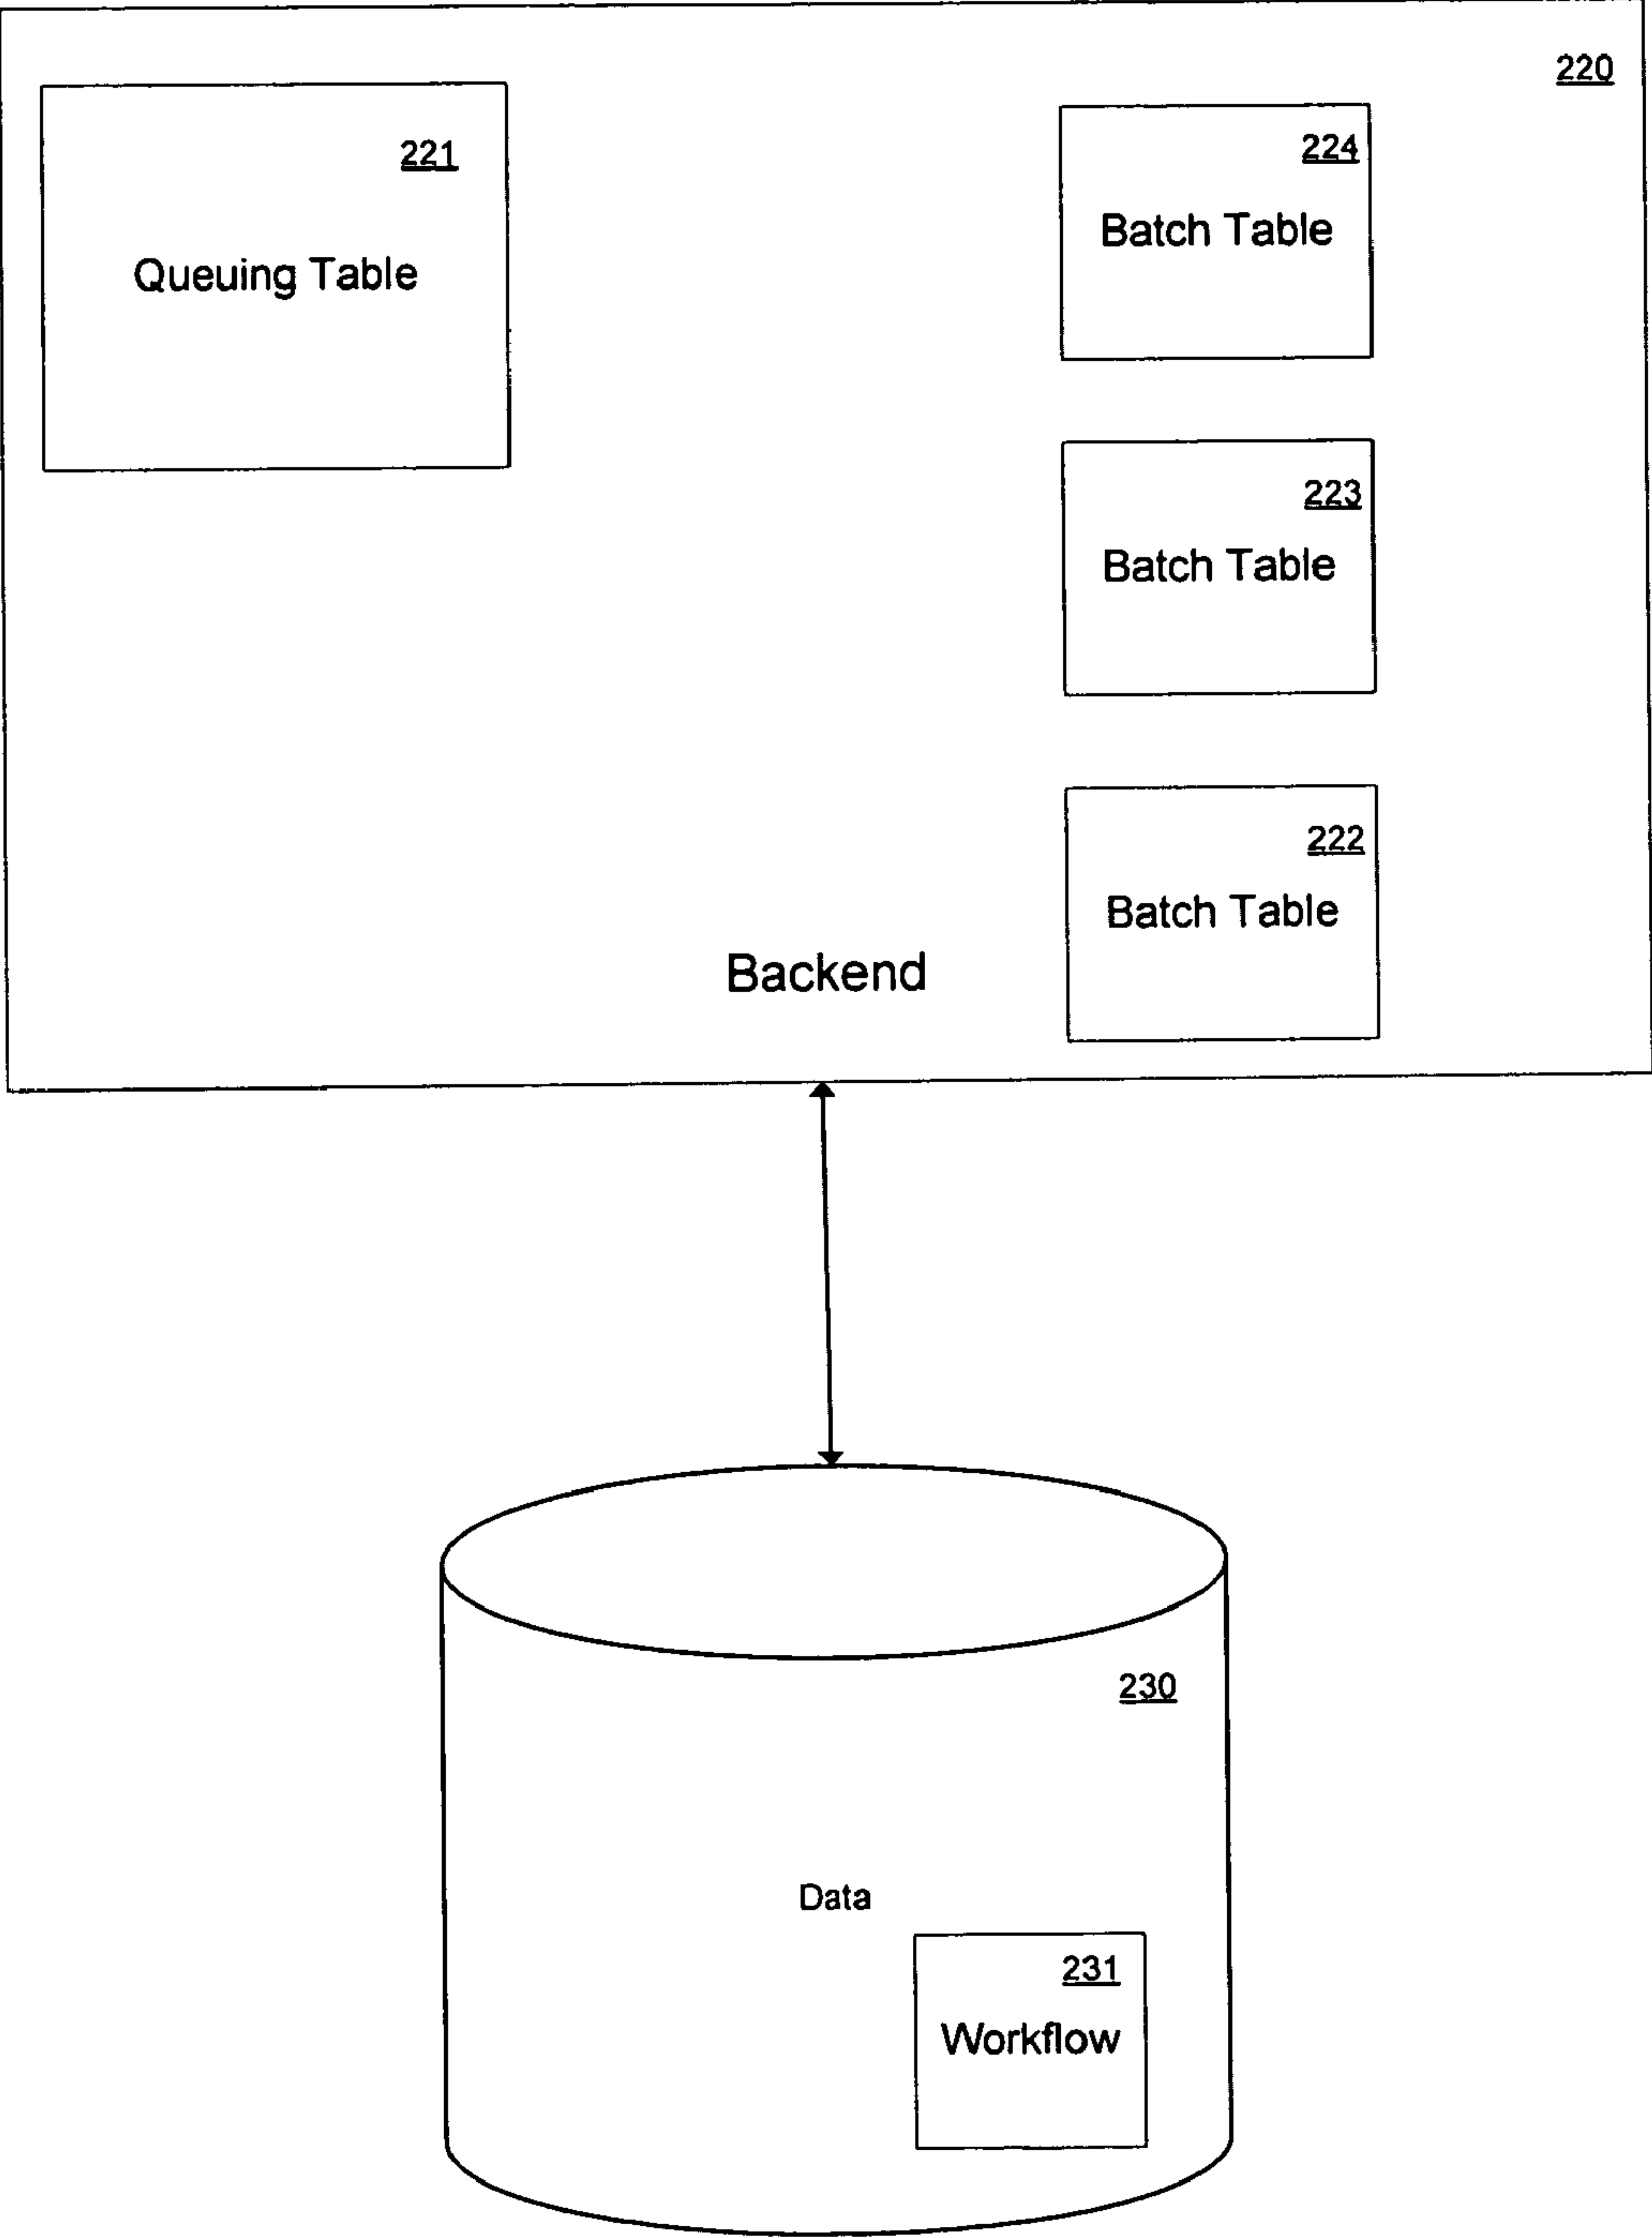 220
221
Queuing Table
224
Batch Table
223
Batch Table
222
Batch Table
Backend
230
Data
231
Workflow